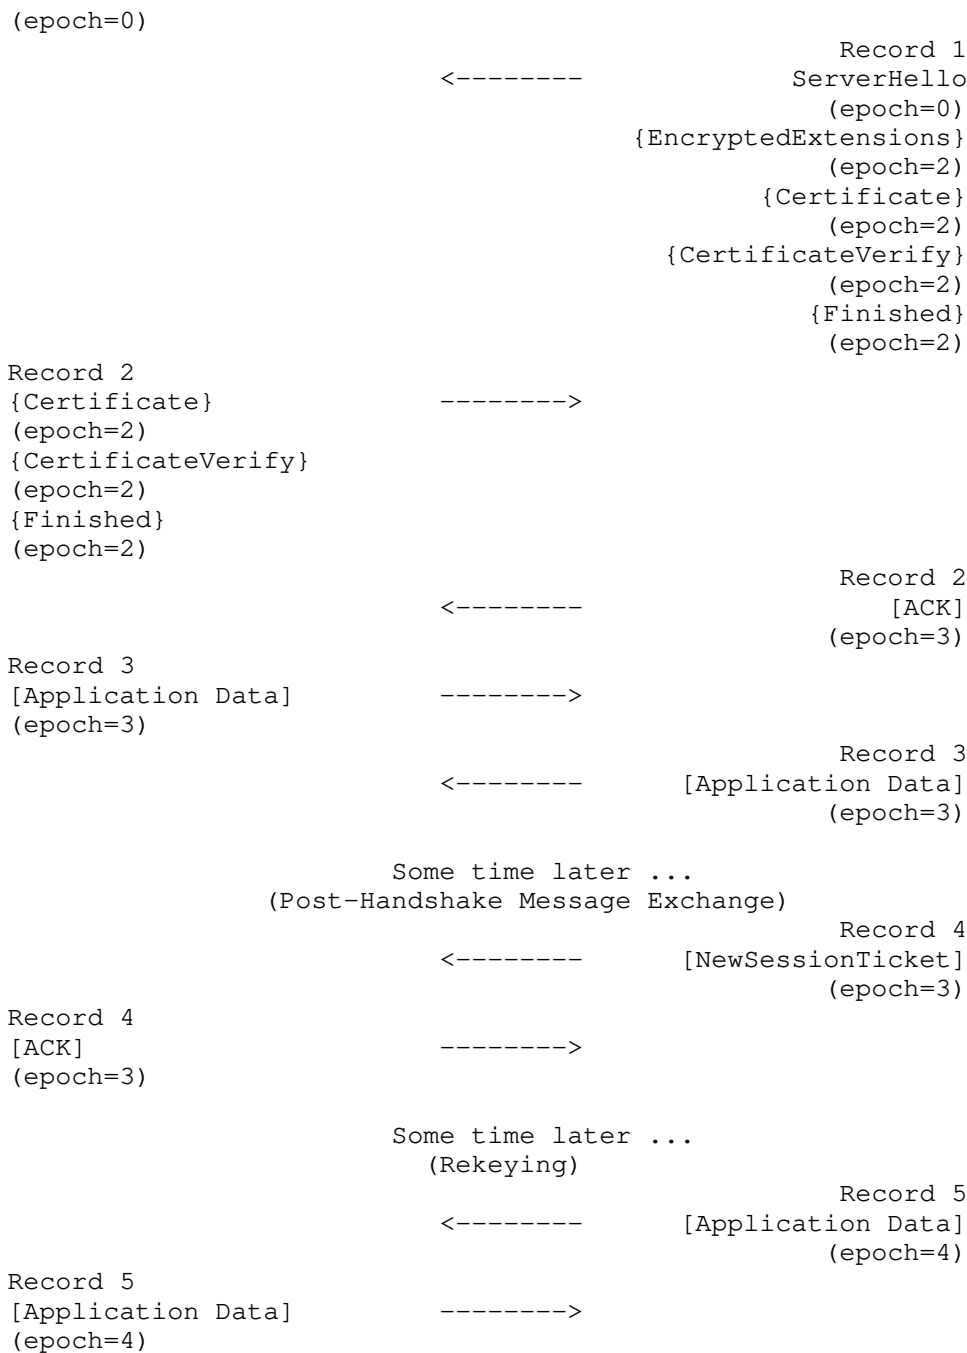 (epoch=0)
Record 1
<-------- ServerHello
(epoch=0)
{EncryptedExtensions}
(epoch=2)
{Certificate}
(epoch=2)
{CertificateVerify}
(epoch=2)
{Finished}
(epoch=2)
Record 2
{Certificate} -------->
(epoch=2)
{CertificateVerify}
(epoch=2)
{Finished}
(epoch=2)
Record 2
<-------- [ACK]
(epoch=3)
Record 3
[Application Data] -------->
(epoch=3)
Record 3
<-------- [Application Data]
(epoch=3)
Some time later ...
(Post-Handshake Message Exchange)
Record 4
<-------- [NewSessionTicket]
(epoch=3)
Record 4
[ACK] -------->
(epoch=3)
Some time later ...
(Rekeying)
Record 5
<-------- [Application Data]
(epoch=4)
Record 5
[Application Data] -------->
(epoch=4)